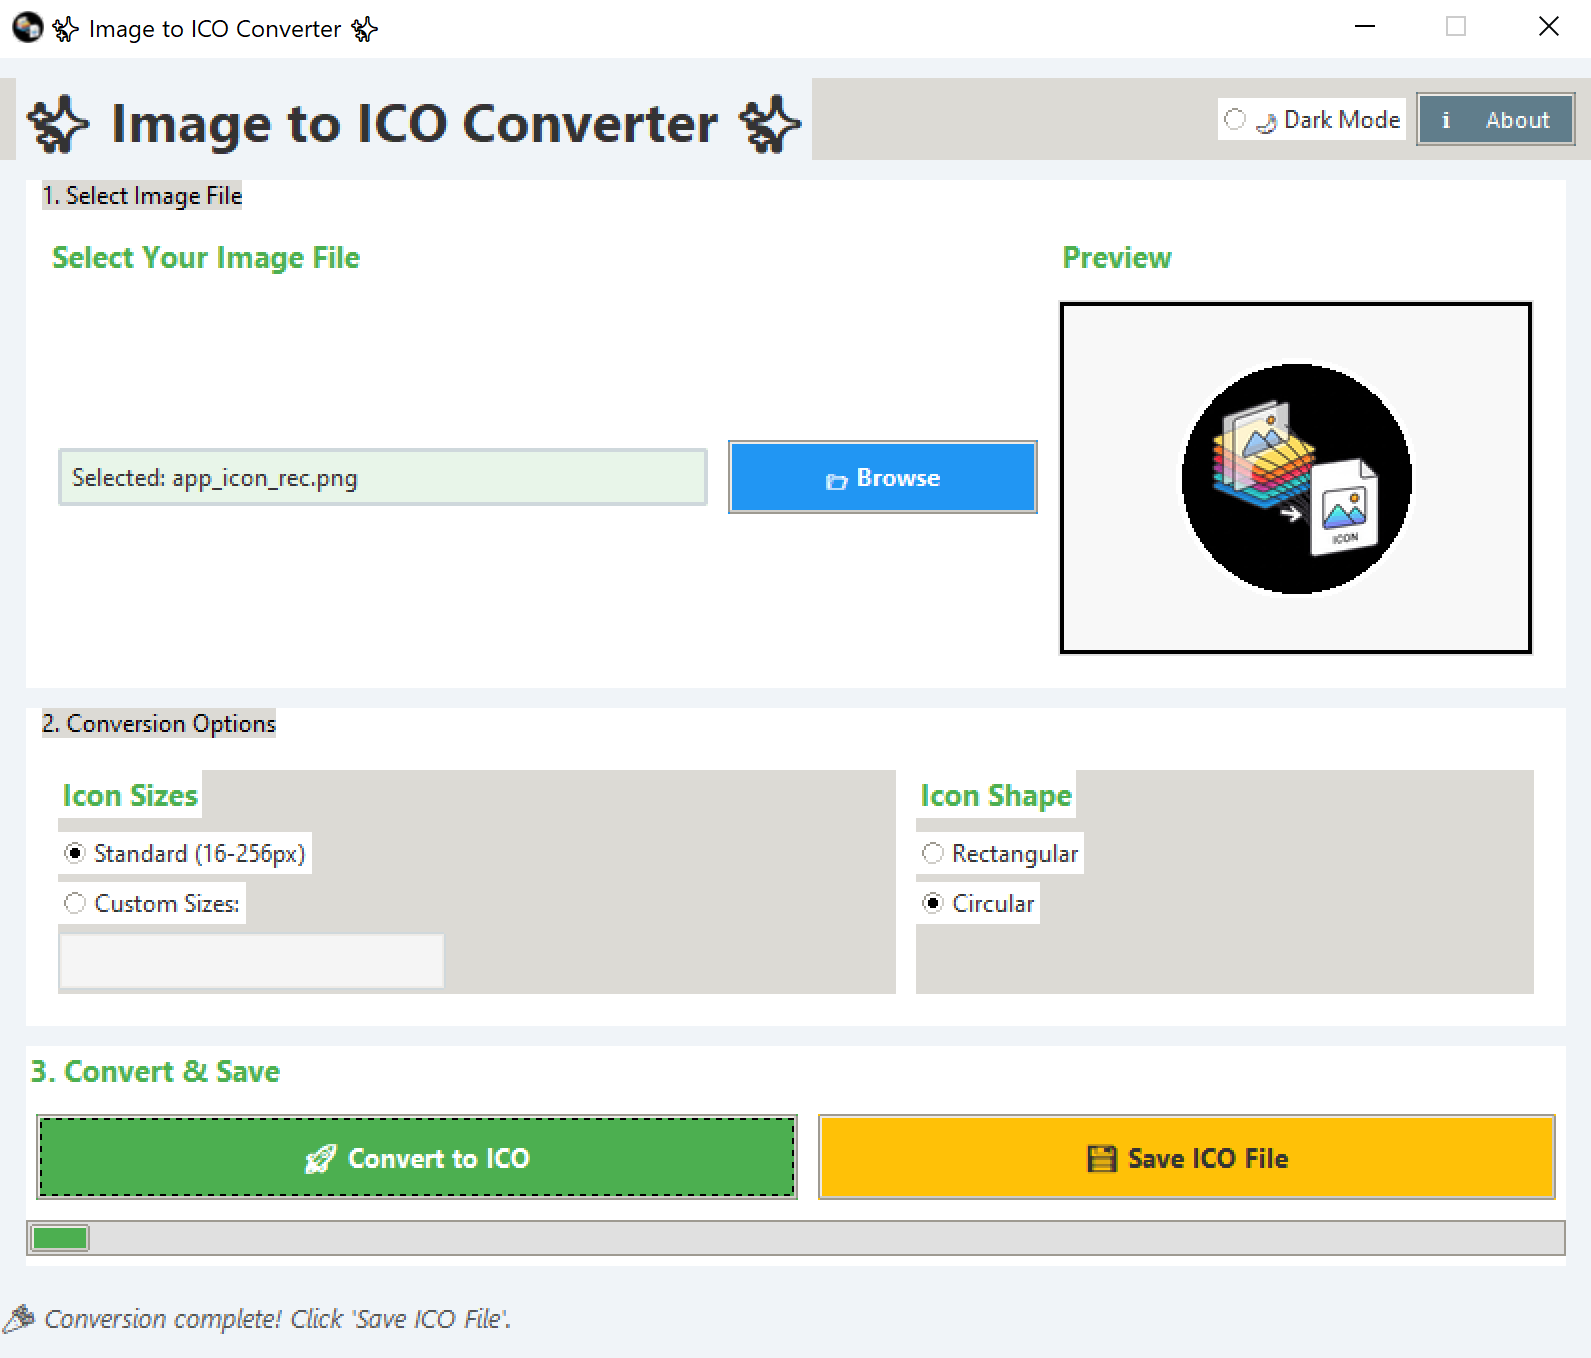 ✨ Image to ICO Converter ✨
✨ Image to ICO Converter ✨
🌙 Dark Mode
ℹ About
1. Select Image File
Select Your Image File
Preview
Selected: app_icon_rec.png
📂 Browse
ICON
2. Conversion Options
Icon Sizes
Icon Shape
Standard (16-256px)
Rectangular
Custom Sizes:
Circular
3. Convert & Save
🚀 Convert to ICO
💾 Save ICO File
🎉 Conversion complete! Click 'Save ICO File'.